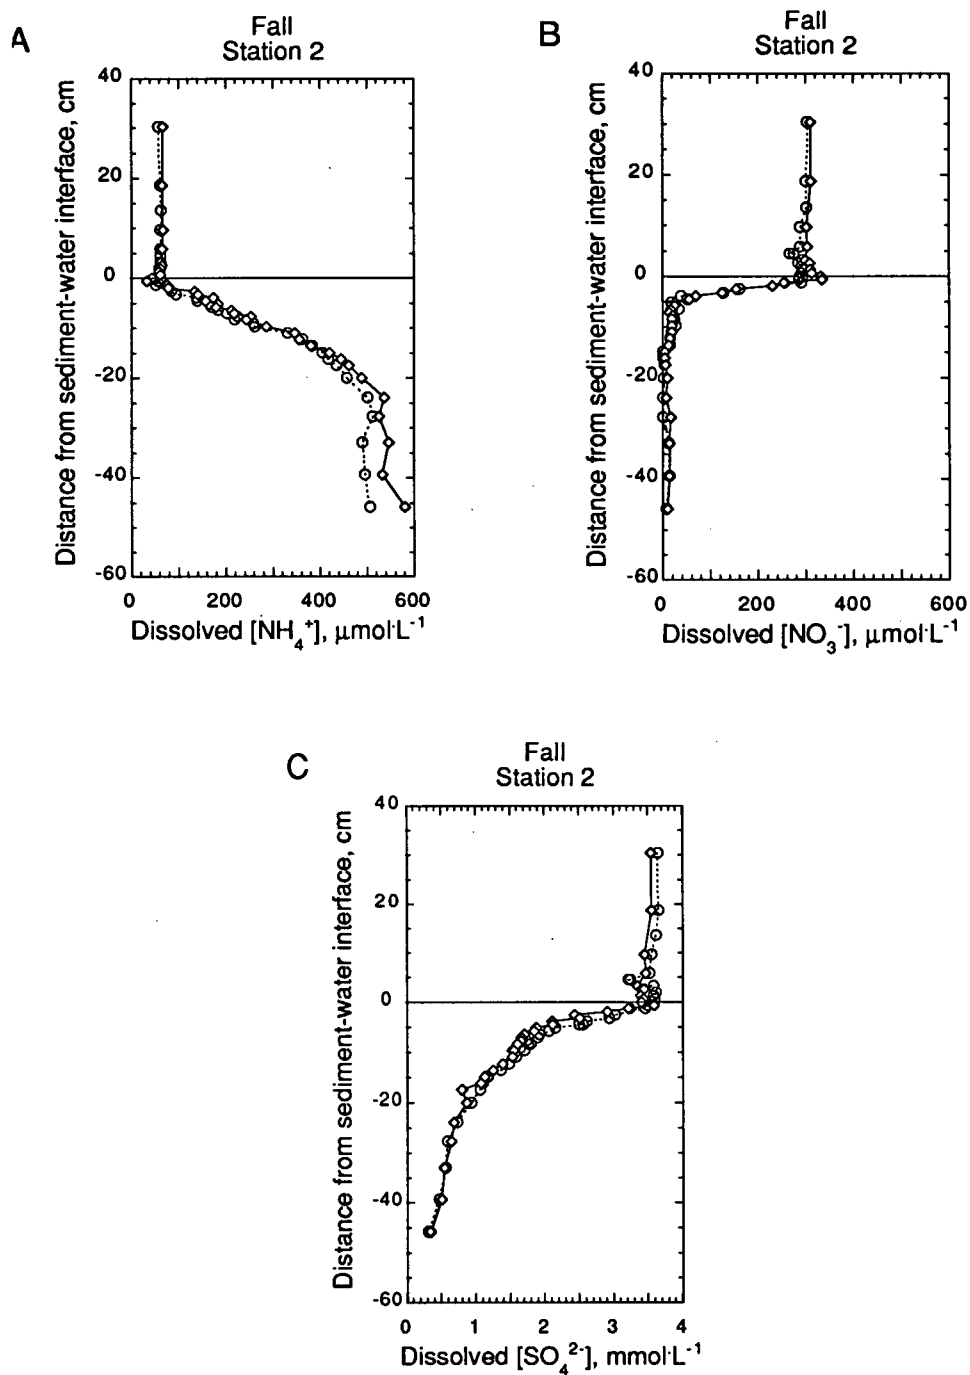 A
Fall
Station 2
Distance from sediment-water interface, cm
40
20
0
-20
-40
-60
0 200 400 600
Dissolved [NH₄⁺], μmol·L⁻¹
B
Fall
Station 2
Distance from sediment-water interface, cm
40
20
0
-20
-40
-60
0 200 400 600
Dissolved [NO₃⁻], μmol·L⁻¹
C
Fall
Station 2
Distance from sediment-water interface, cm
40
20
0
-20
-40
-60
0 1 2 3 4
Dissolved [SO₄²⁻], mmol·L⁻¹